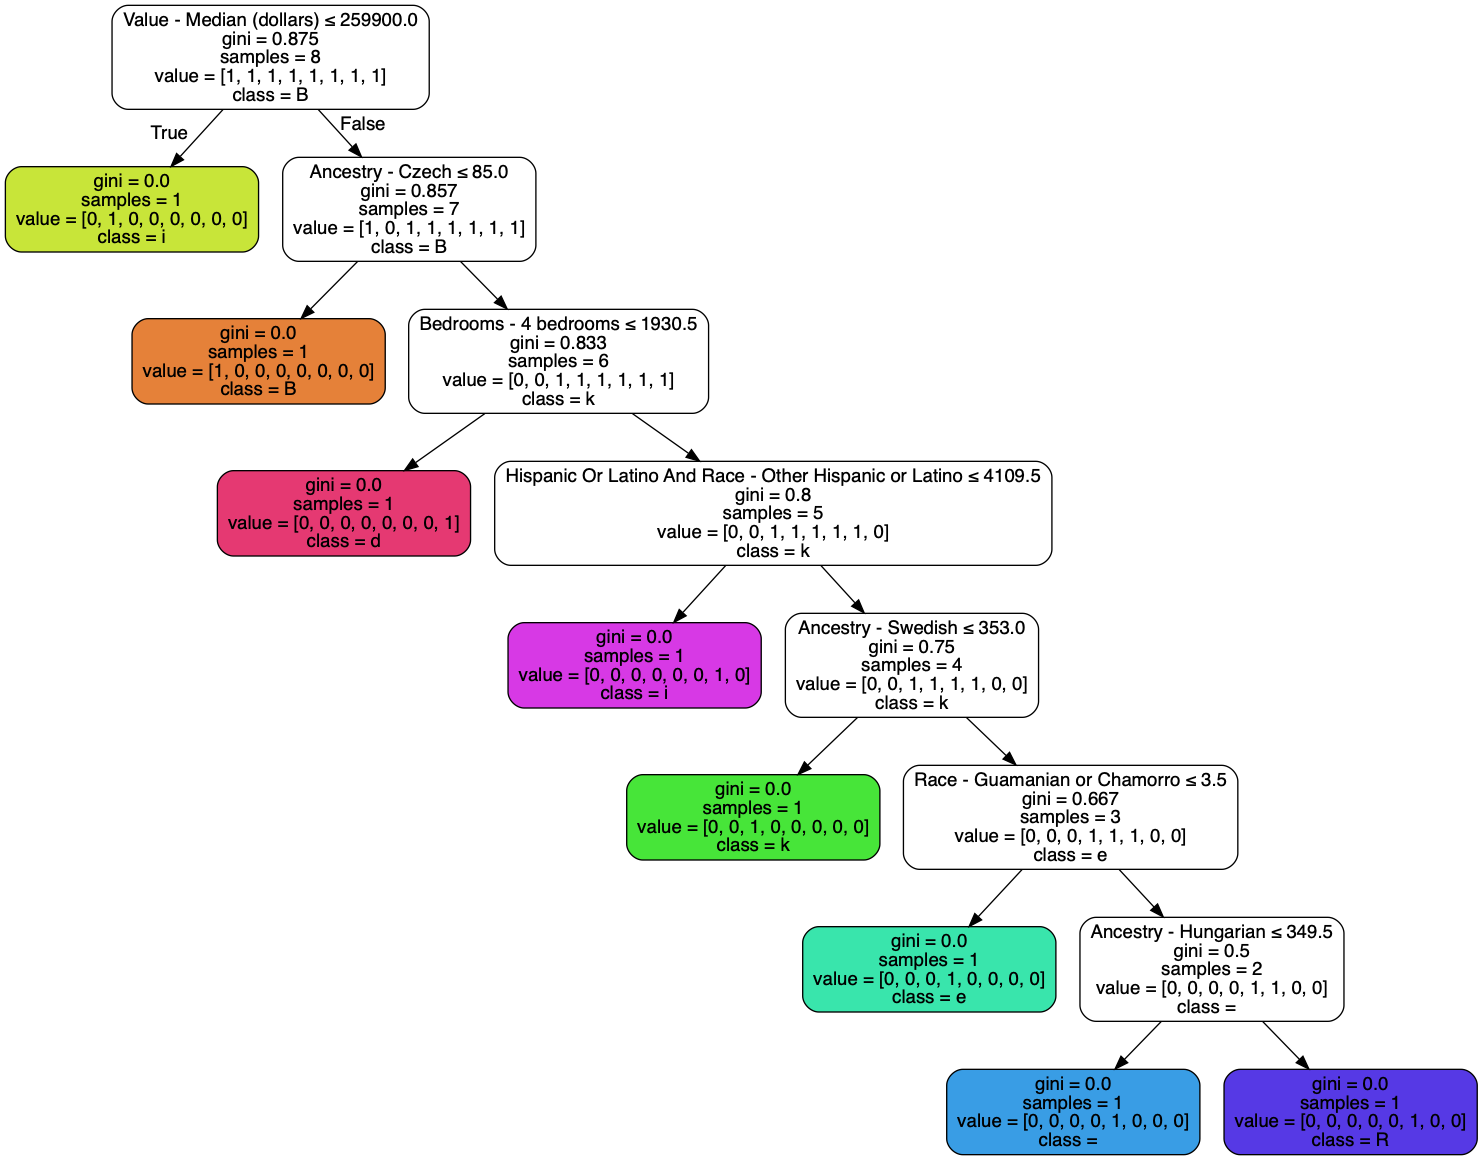 Value - Median (dollars) ≤ 259900.0
gini = 0.875
samples = 8
value = [1, 1, 1, 1, 1, 1, 1, 1]
class = B
True
False
gini = 0.0
samples = 1
value = [0, 1, 0, 0, 0, 0, 0, 0]
class = i
Ancestry - Czech ≤ 85.0
gini = 0.857
samples = 7
value = [1, 0, 1, 1, 1, 1, 1, 1]
class = B
gini = 0.0
samples = 1
value = [1, 0, 0, 0, 0, 0, 0, 0]
class = B
Bedrooms - 4 bedrooms ≤ 1930.5
gini = 0.833
samples = 6
value = [0, 0, 1, 1, 1, 1, 1, 1]
class = k
gini = 0.0
samples = 1
value = [0, 0, 0, 0, 0, 0, 0, 1]
class = d
Hispanic Or Latino And Race - Other Hispanic or Latino ≤ 4109.5
gini = 0.8
samples = 5
value = [0, 0, 1, 1, 1, 1, 1, 0]
class = k
gini = 0.0
samples = 1
value = [0, 0, 0, 0, 0, 0, 1, 0]
class = i
Ancestry - Swedish ≤ 353.0
gini = 0.75
samples = 4
value = [0, 0, 1, 1, 1, 1, 0, 0]
class = k
gini = 0.0
samples = 1
value = [0, 0, 1, 0, 0, 0, 0, 0]
class = k
Race - Guamanian or Chamorro ≤ 3.5
gini = 0.667
samples = 3
value = [0, 0, 0, 1, 1, 1, 0, 0]
class = e
gini = 0.0
samples = 1
value = [0, 0, 0, 1, 0, 0, 0, 0]
class = e
Ancestry - Hungarian ≤ 349.5
gini = 0.5
samples = 2
value = [0, 0, 0, 0, 1, 1, 0, 0]
class =
gini = 0.0
samples = 1
value = [0, 0, 0, 0, 1, 0, 0, 0]
class =
gini = 0.0
samples = 1
value = [0, 0, 0, 0, 0, 1, 0, 0]
class = R